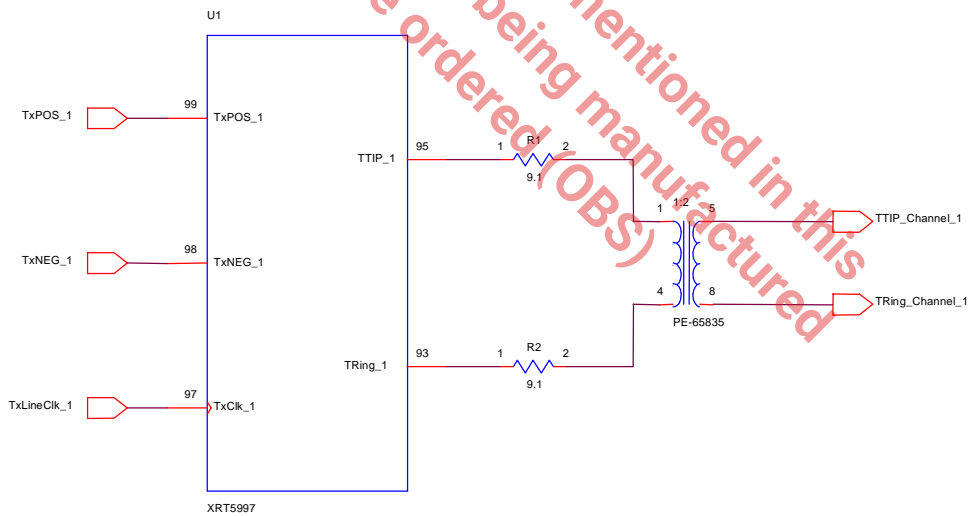 U1
TxPOS_1
99
TxPOS_1
TTIP_1
95
1
R1
2
9.1
1
1:2
5
TTIP_Channel_1
TxNEG_1
98
TxNEG_1
4
8
TRing_Channel_1
PE-65835
TRing_1
93
1
R2
2
9.1
TxLineClk_1
97
TxClk_1
XRT5997
mentioned in this
being manufactured
ordered (OBS)